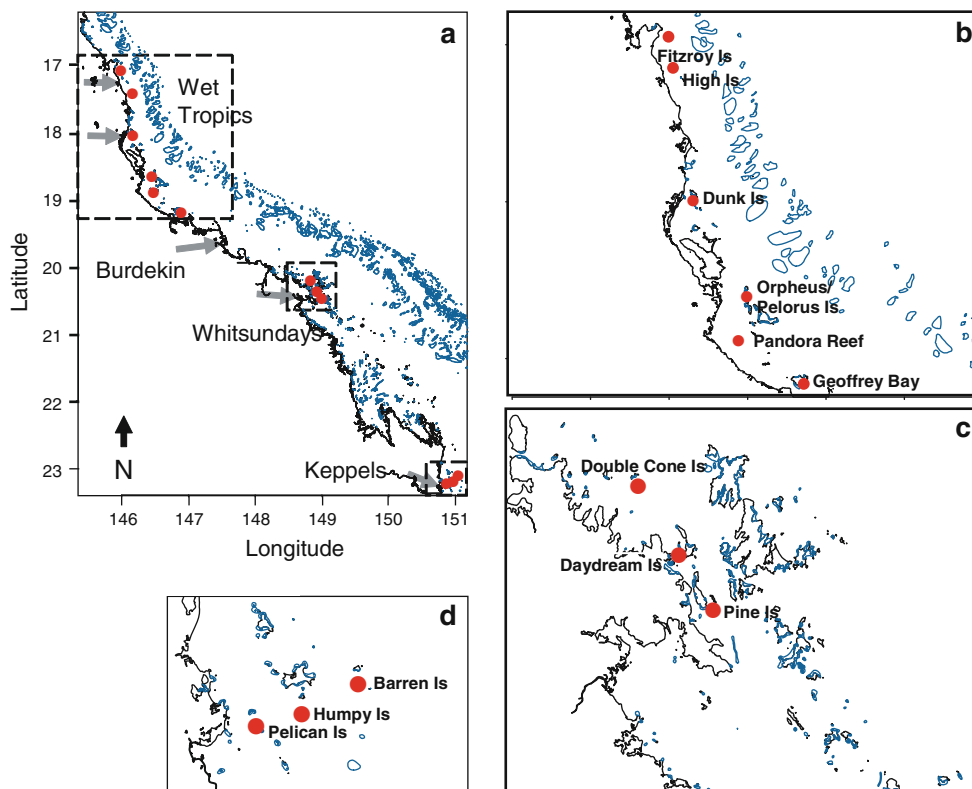 a
17
18
19
20
21
22
23
Latitude
Wet
Tropics
Burdekin
Whitsundays
Keppels
N
146
147
148
149
150
151
Longitude
b
Fitzroy Is
High Is
Dunk Is
Orpheus/
Pelorus Is
Pandora Reef
Geoffrey Bay
c
Double Cone Is
Daydream Is
Pine Is
d
Barren Is
Humpy Is
Pelican Is